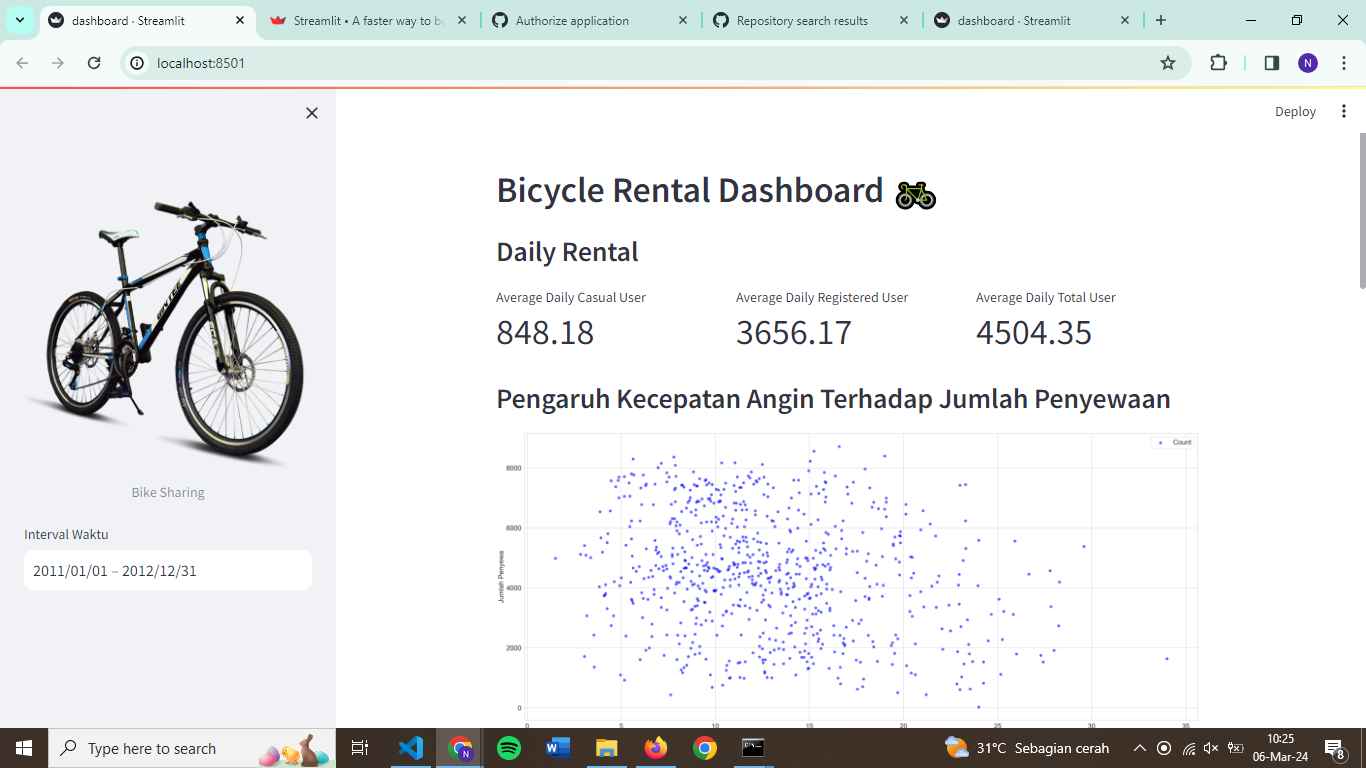 dashboard · Streamlit
Streamlit • A faster way to b
Authorize application
Repository search results
dashboard · Streamlit
localhost:8501
Deploy
Bicycle Rental Dashboard
Daily Rental
Average Daily Casual User
Average Daily Registered User
Average Daily Total User
848.18
3656.17
4504.35
Bike Sharing
Interval Waktu
2011/01/01 – 2012/12/31
Pengaruh Kecepatan Angin Terhadap Jumlah Penyewaan
Count
Jumlah Penyewa
8000
6000
4000
2000
0
0 5 10 15 20 25 30 35
Type here to search
31°C Sebagian cerah
10:25
06-Mar-24
8
N